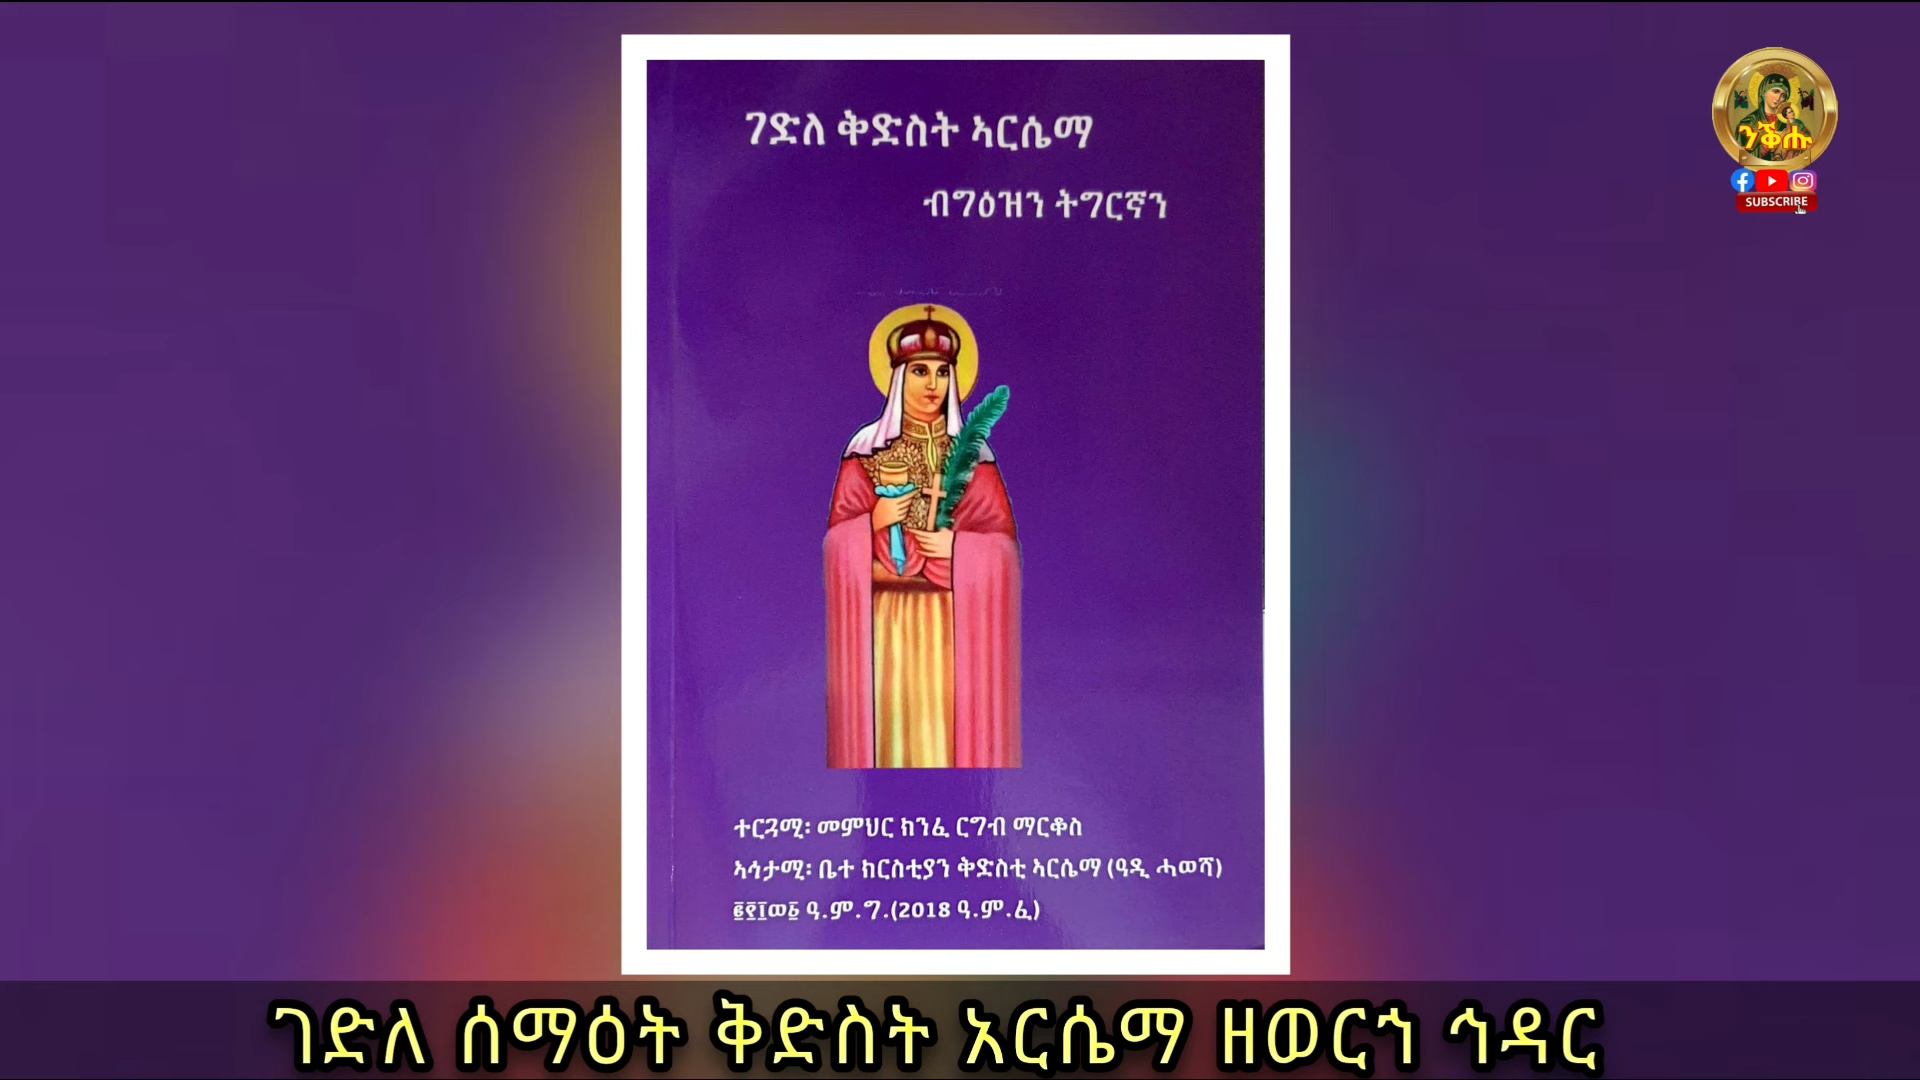 ገድለ ቅድስት ኣርሴማ
ብግዕዝን ትግርኛን
ንቕሑ
SUBSCRIBE
ተርጓሚ፡ መምህር ክንፈ ርግብ ማርቆስ
ኣሳታሚ፡ ቤተ ክርስቲያን ቅድስቲ ኣርሴማ (ዓዲ ሓወሻ)
፳፻፲ወ፩ ዓ.ም.ግ.(2018 ዓ.ም.ፈ)
ገድለ ሰማዕት ቅድስት አርሴማ ዘወርኀ ኅዳር